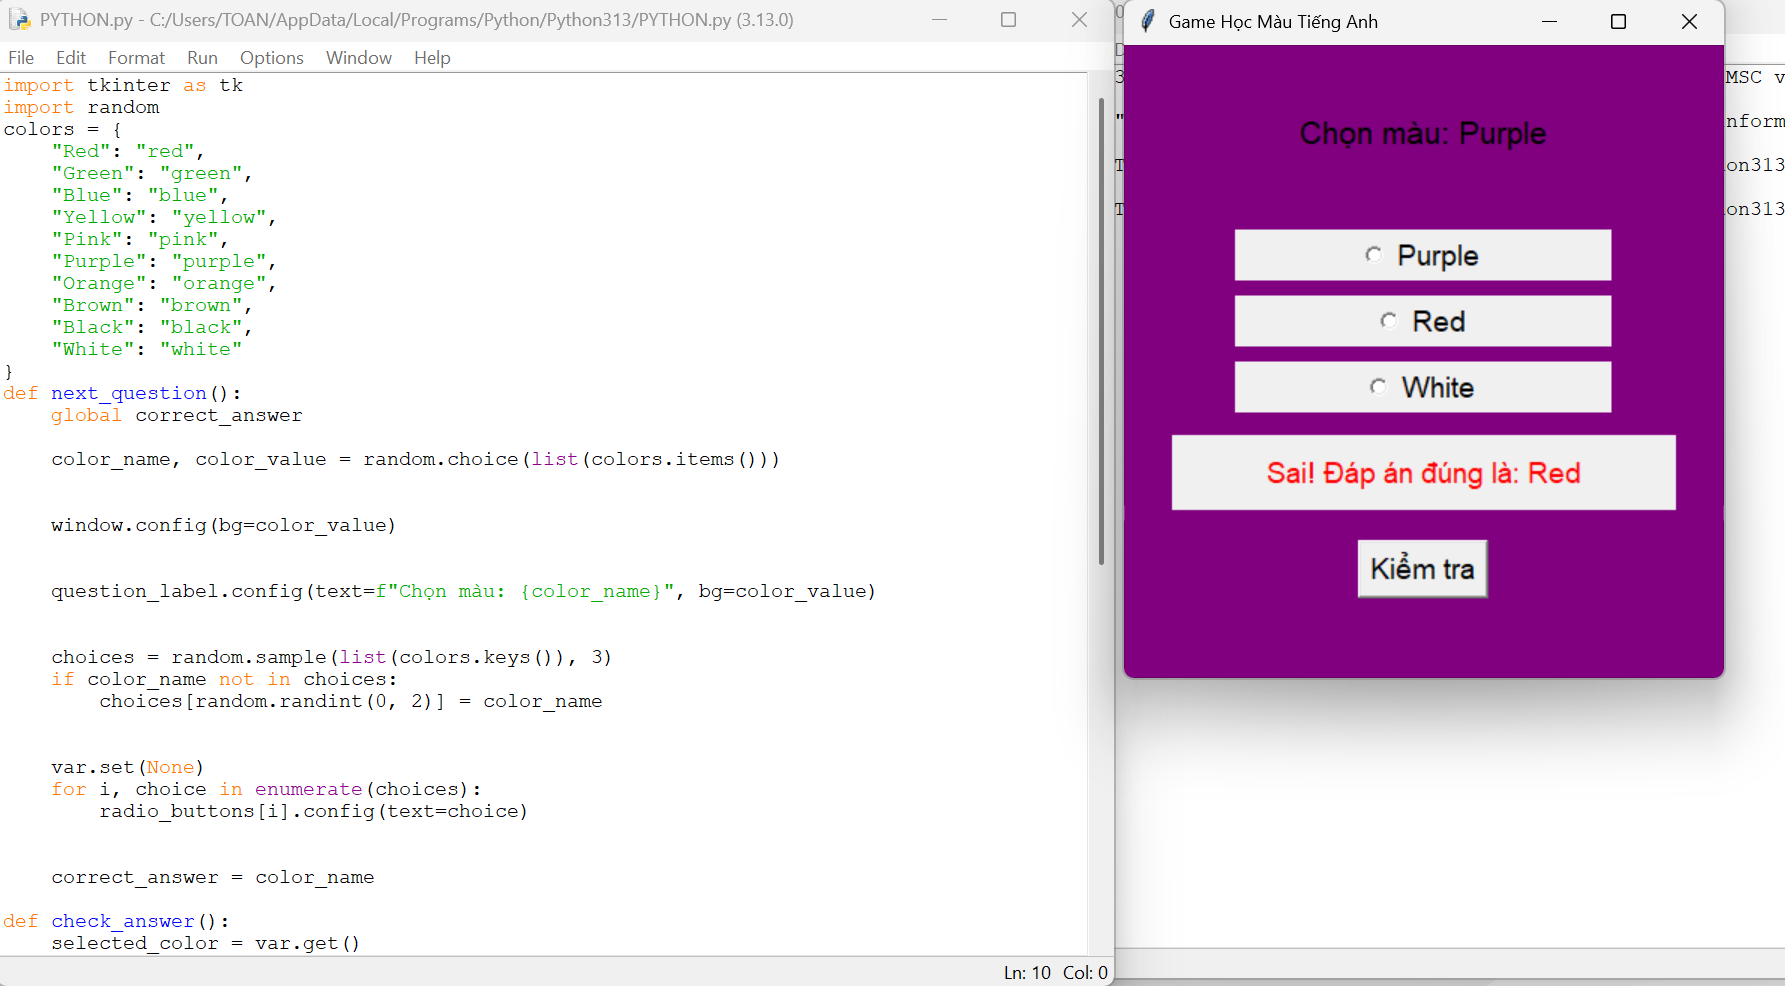 PYTHON.py - C:/Users/TOAN/AppData/Local/Programs/Python/Python313/PYTHON.py (3.13.0)
File Edit Format Run Options Window Help
import tkinter as tk
import random
colors = {
    "Red": "red",
    "Green": "green",
    "Blue": "blue",
    "Yellow": "yellow",
    "Pink": "pink",
    "Purple": "purple",
    "Orange": "orange",
    "Brown": "brown",
    "Black": "black",
    "White": "white"
}
def next_question():
    global correct_answer
    color_name, color_value = random.choice(list(colors.items()))
    window.config(bg=color_value)
    question_label.config(text=f"Chọn màu: {color_name}", bg=color_value)
    choices = random.sample(list(colors.keys()), 3)
    if color_name not in choices:
        choices[random.randint(0, 2)] = color_name
    var.set(None)
    for i, choice in enumerate(choices):
        radio_buttons[i].config(text=choice)
    correct_answer = color_name
def check_answer():
    selected_color = var.get()
Ln: 10 Col: 0
Game Học Màu Tiếng Anh
Chọn màu: Purple
Purple
Red
White
Sai! Đáp án đúng là: Red
Kiểm tra
MSC v
nform
on313
on313